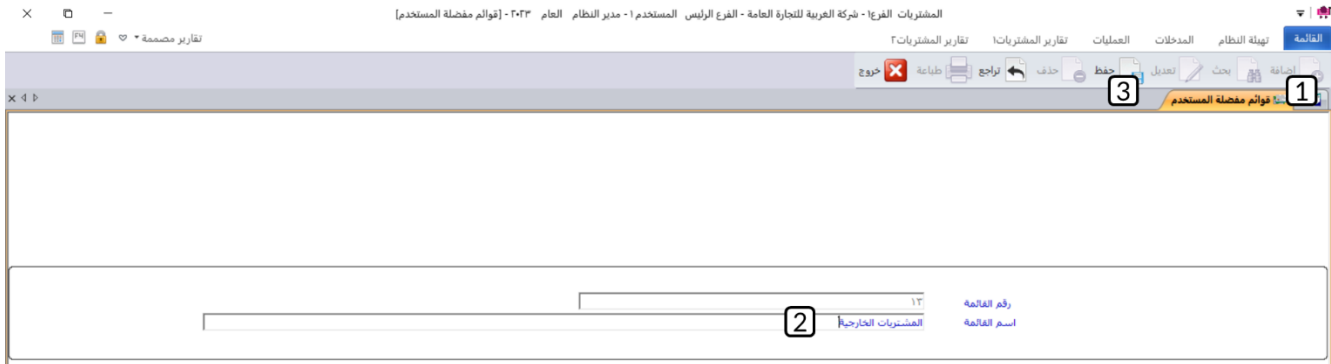 المشتريات الفرع١ - شركة الغربية للتجارة العامة - الفرع الرئيس المستخدم ١ - مدير النظام العام ٢٠٢٣ - [قوائم مفضلة المستخدم]
القائمة تهيئة النظام المدخلات العمليات تقارير المشتريات١ تقارير المشتريات٢ تقارير مصممة
اضافة بحث تعديل حفظ حذف تراجع طباعة خروج
1
3
قوائم مفضلة المستخدم
رقم القائمة ١٣
اسم القائمة المشتريات الخارجية 2